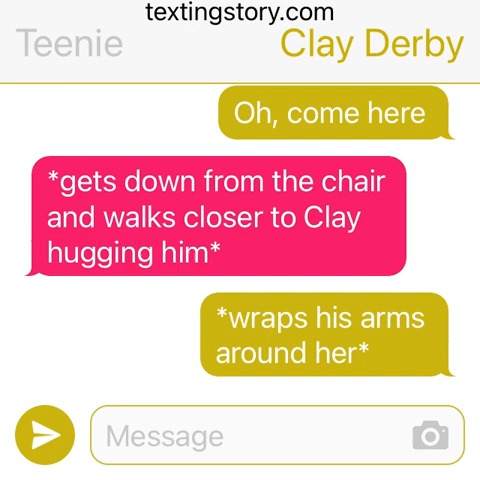 textingstory.com
Teenie Clay Derby
Oh, come here
*gets down from the chair
and walks closer to Clay
hugging him*
*wraps his arms
around her*
Message